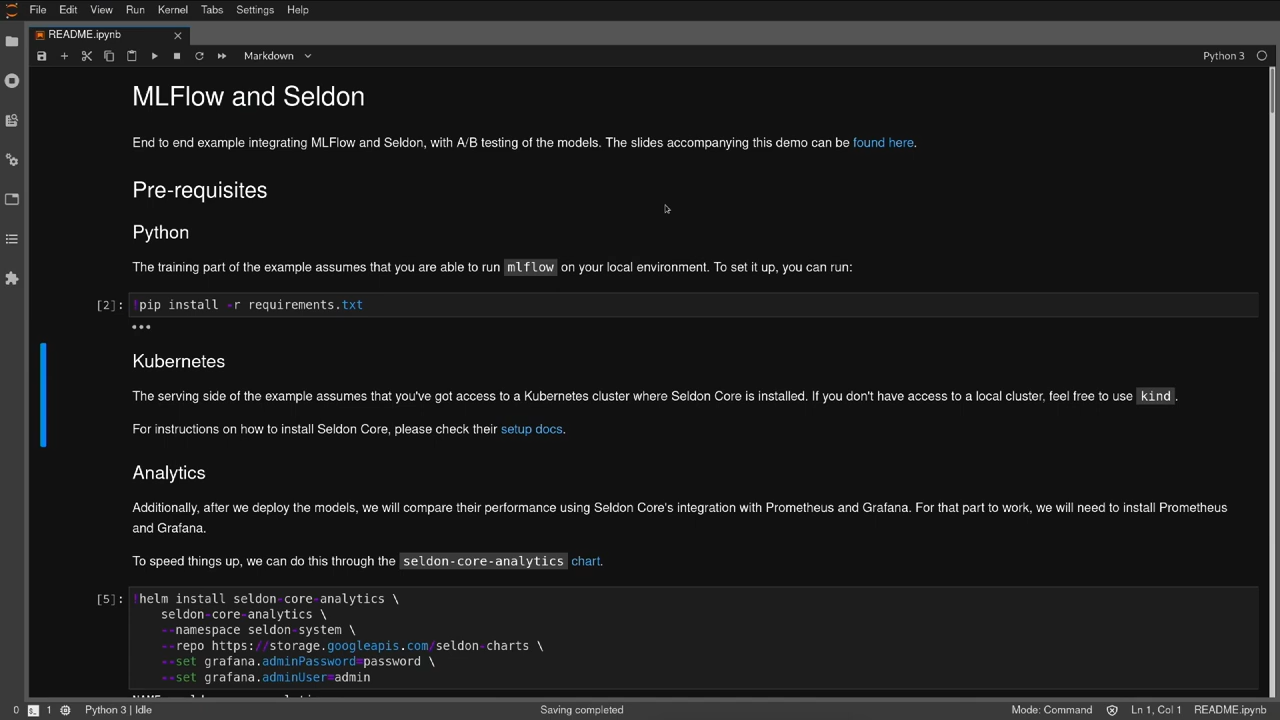 File Edit View Run Kernel Tabs Settings Help
README.ipynb
Markdown
Python 3
MLFlow and Seldon
End to end example integrating MLFlow and Seldon, with A/B testing of the models. The slides accompanying this demo can be found here.
Pre-requisites
Python
The training part of the example assumes that you are able to run mlflow on your local environment. To set it up, you can run:
[2]: !pip install -r requirements.txt
Kubernetes
The serving side of the example assumes that you've got access to a Kubernetes cluster where Seldon Core is installed. If you don't have access to a local cluster, feel free to use kind.
For instructions on how to install Seldon Core, please check their setup docs.
Analytics
Additionally, after we deploy the models, we will compare their performance using Seldon Core's integration with Prometheus and Grafana. For that part to work, we will need to install Prometheus
and Grafana.
To speed things up, we can do this through the seldon-core-analytics chart.
[5]: !helm install seldon-core-analytics \
seldon-core-analytics \
--namespace seldon-system \
--repo https://storage.googleapis.com/seldon-charts \
--set grafana.adminPassword=password \
--set grafana.adminUser=admin
0 1 Python 3 | Idle Saving completed Mode: Command Ln 1, Col 1 README.ipynb